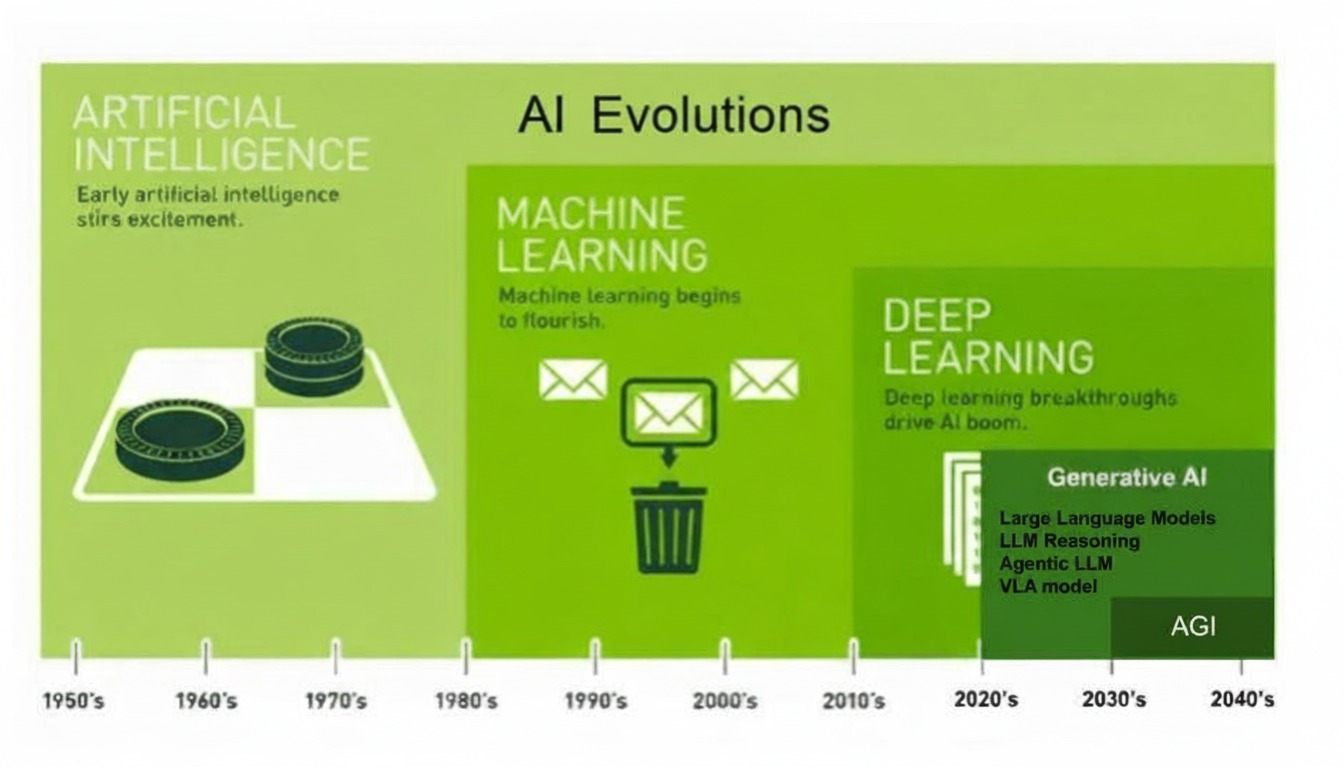 AI Evolutions
ARTIFICIAL
INTELLIGENCE
Early artificial intelligence
stirs excitement.
MACHINE
LEARNING
Machine learning begins
to flourish.
DEEP
LEARNING
Deep learning breakthroughs
drive AI boom.
Generative AI
Large Language Models
LLM Reasoning
Agentic LLM
VLA model
AGI
1950's 1960's 1970's 1980's 1990's 2000's 2010's 2020's 2030's 2040's